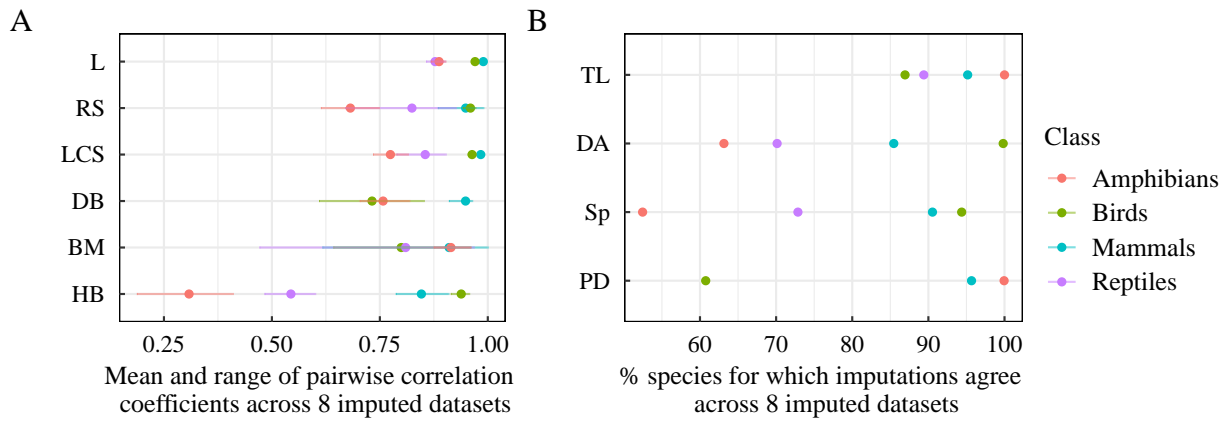 A
L
RS
LCS
DB
BM
HB
0.25 0.50 0.75 1.00
Mean and range of pairwise correlation
coefficients across 8 imputed datasets
B
TL
DA
Sp
PD
60 70 80 90 100
% species for which imputations agree
across 8 imputed datasets
Class
Amphibians
Birds
Mammals
Reptiles